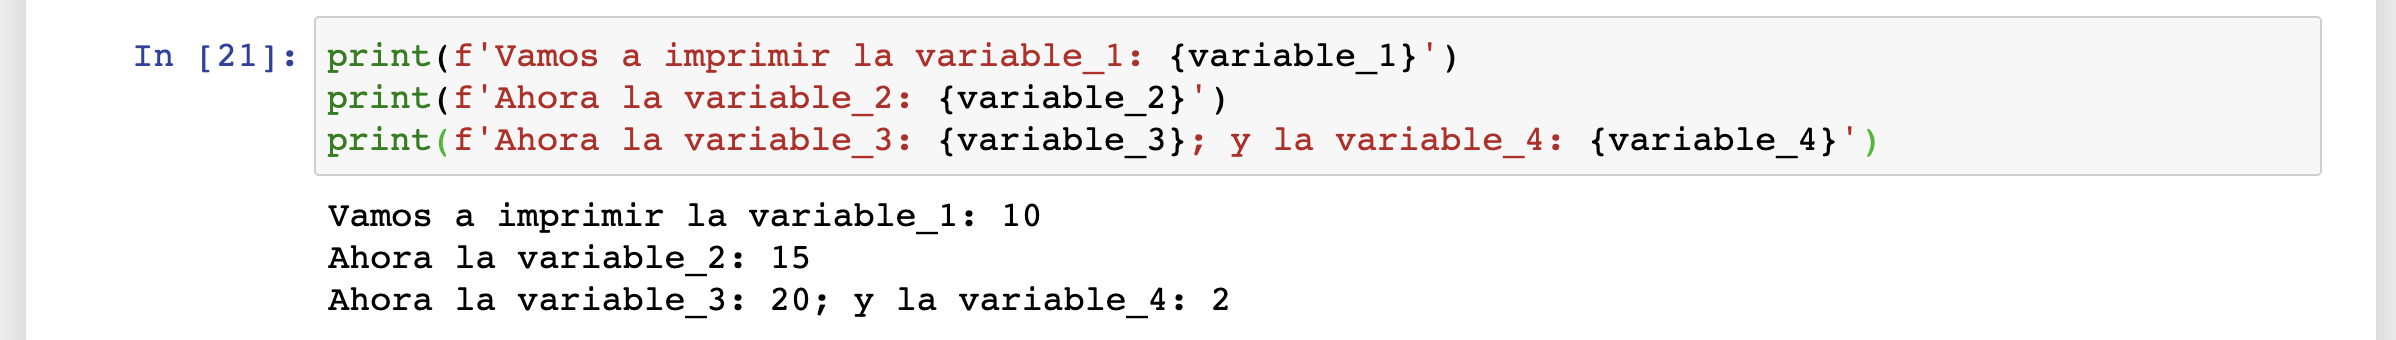 In [21]: print(f'Vamos a imprimir la variable_1: {variable_1}')
print(f'Ahora la variable_2: {variable_2}')
print(f'Ahora la variable_3: {variable_3}; y la variable_4: {variable_4}')
Vamos a imprimir la variable_1: 10
Ahora la variable_2: 15
Ahora la variable_3: 20; y la variable_4: 2